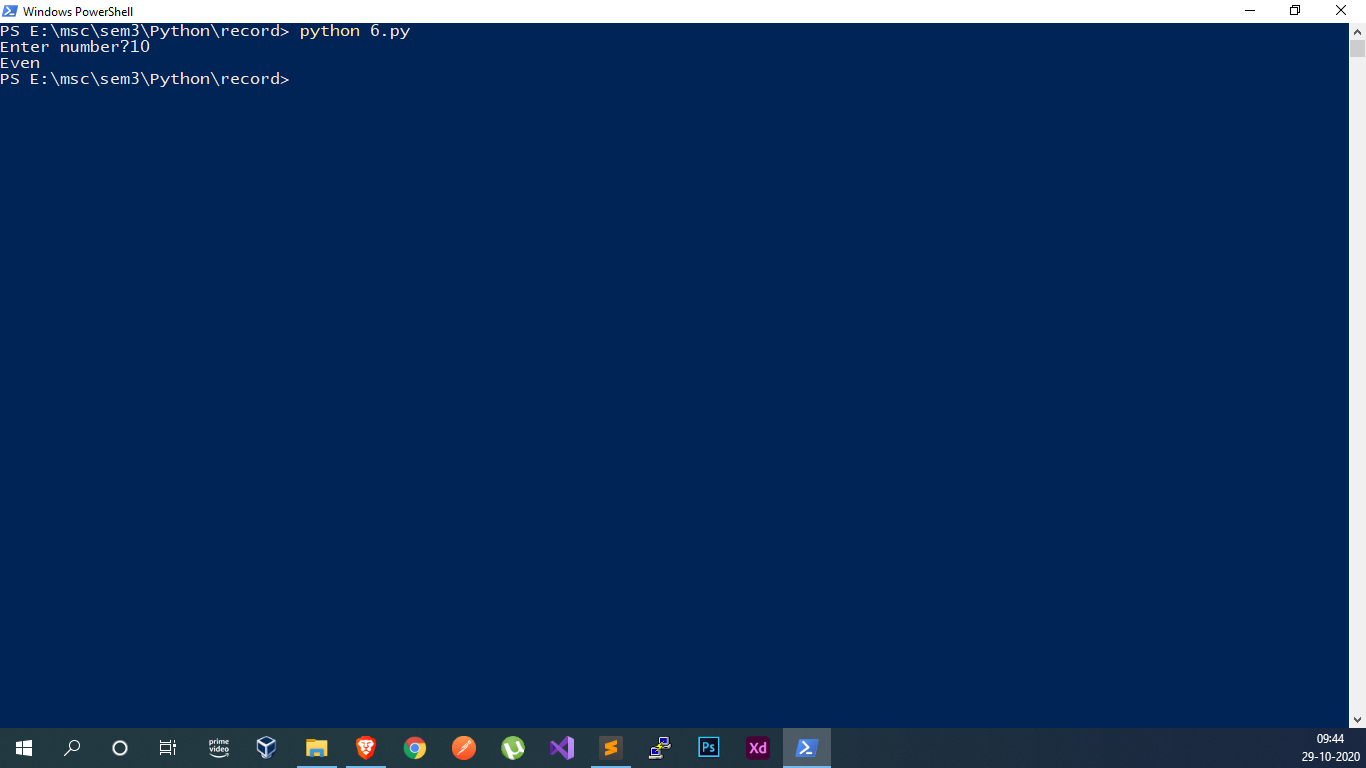 Windows PowerShell
PS E:\msc\sem3\Python\record> python 6.py
Enter number?10
Even
PS E:\msc\sem3\Python\record>
prime video
Ps
Xd
09:44
29-10-2020